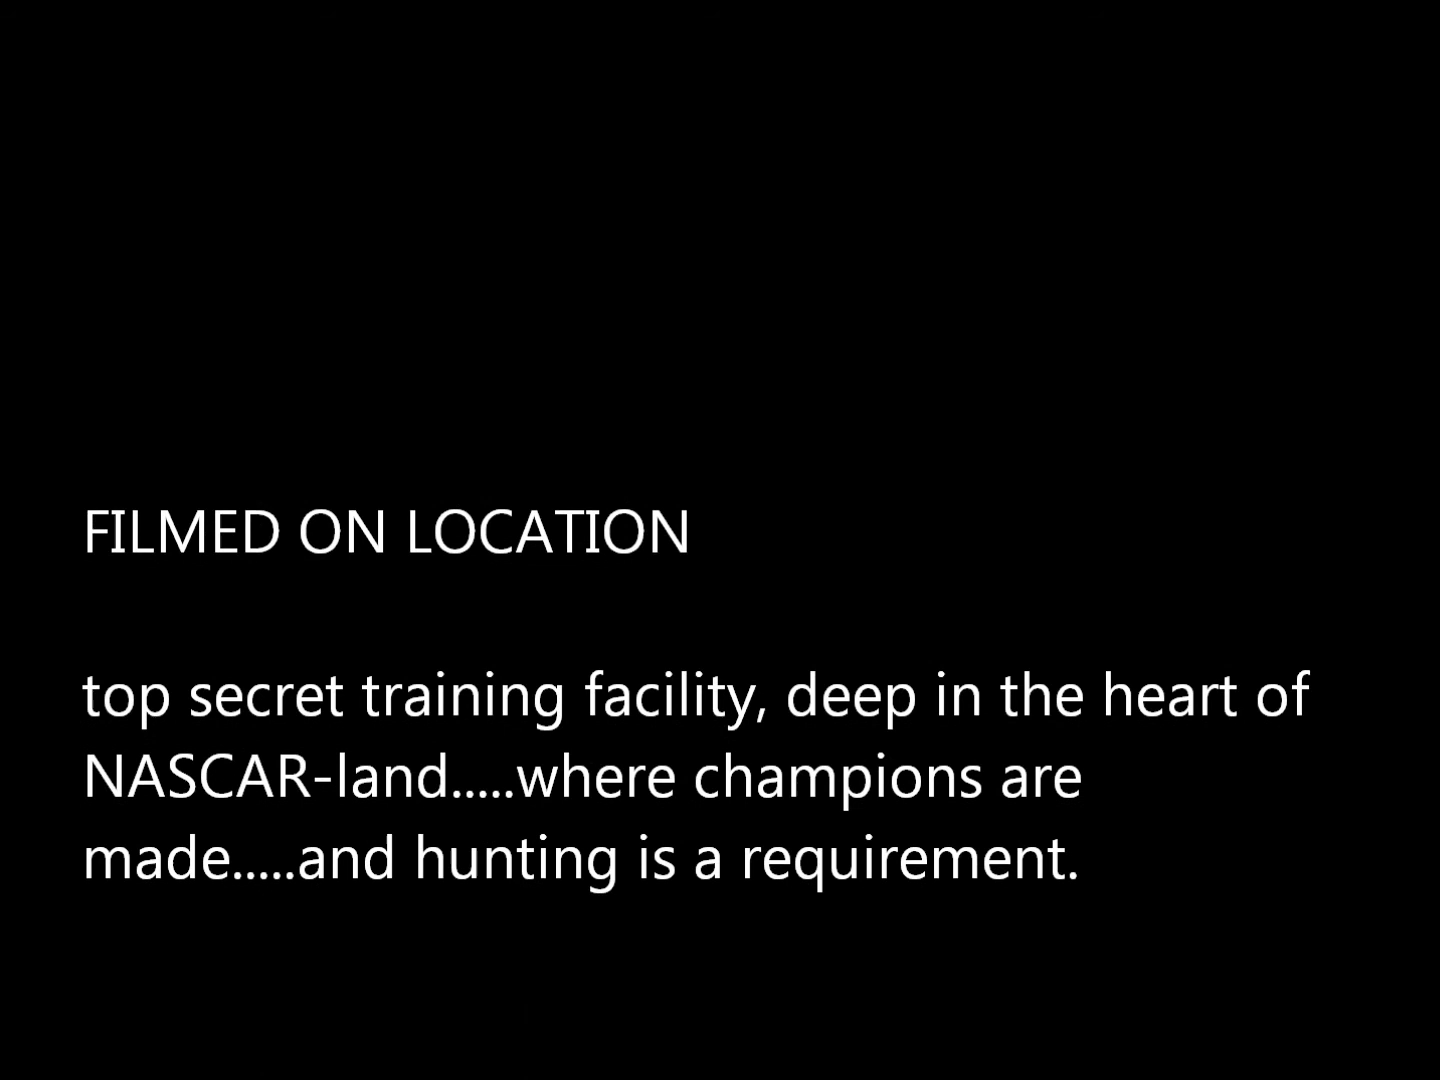 FILMED ON LOCATION
top secret training facility, deep in the heart of
NASCAR-land.....where champions are
made.....and hunting is a requirement.